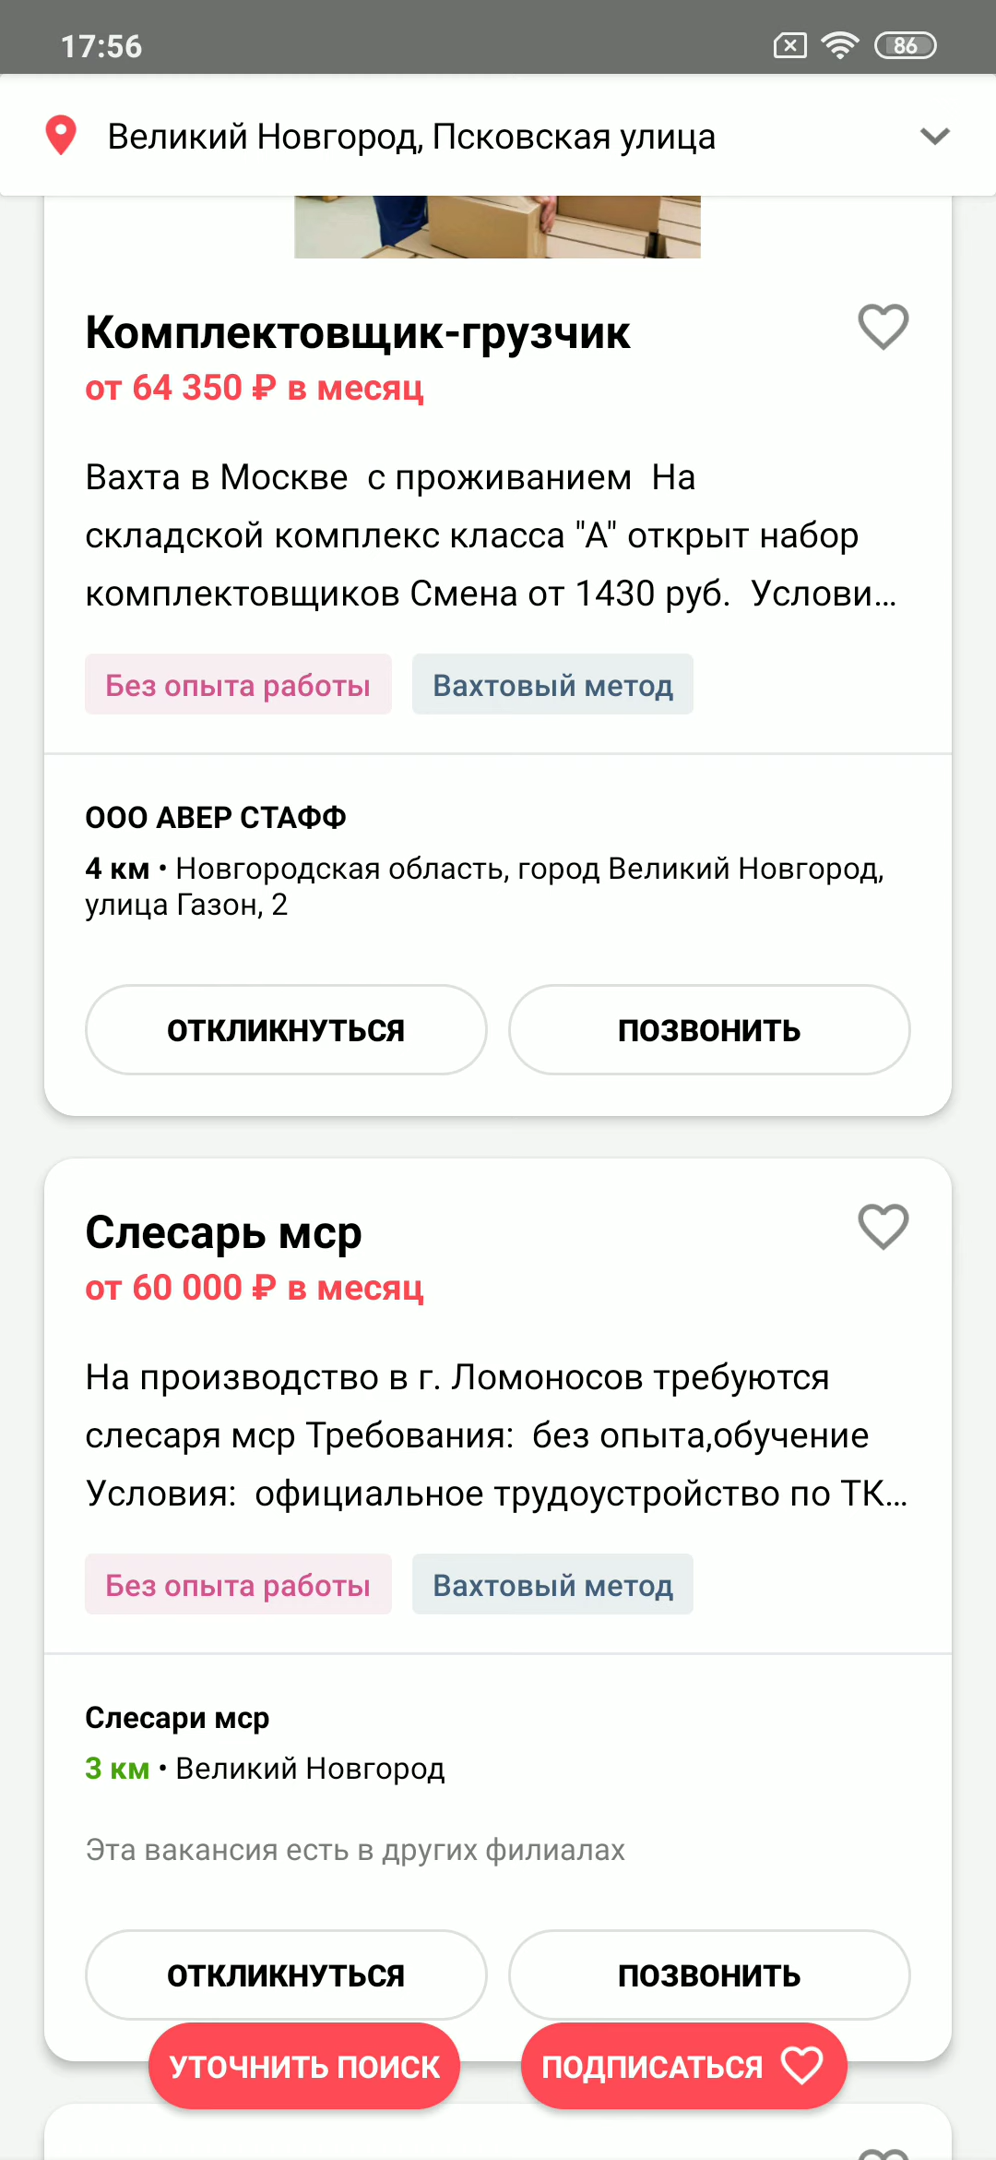 17:56
86
Великий Новгород, Псковская улица
Комплектовщик-грузчик
от 64 350 ₽ в месяц
Вахта в Москве  с проживанием  На
складской комплекс класса "А" открыт набор
комплектовщиков Смена от 1430 руб.  Услови...
Без опыта работы
Вахтовый метод
ООО АВЕР СТАФФ
4 км • Новгородская область, город Великий Новгород,
улица Газон, 2
ОТКЛИКНУТЬСЯ
ПОЗВОНИТЬ
Слесарь мср
от 60 000 ₽ в месяц
На производство в г. Ломоносов требуются
слесаря мср Требования:  без опыта,обучение
Условия:  официальное трудоустройство по ТК...
Без опыта работы
Вахтовый метод
Слесари мср
3 км • Великий Новгород
Эта вакансия есть в других филиалах
ОТКЛИКНУТЬСЯ
ПОЗВОНИТЬ
УТОЧНИТЬ ПОИСК
ПОДПИСАТЬСЯ